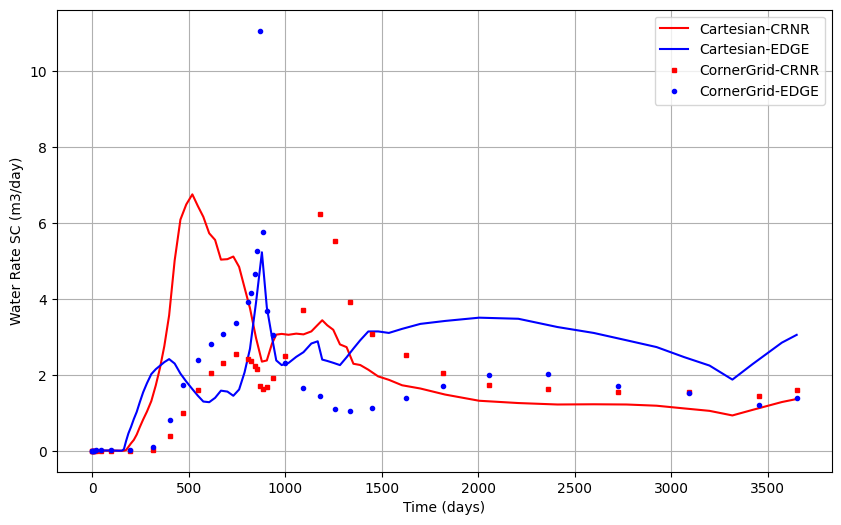 Cartesian-CRNR
Cartesian-EDGE
CornerGrid-CRNR
CornerGrid-EDGE
10
8
6
4
2
0
Water Rate SC (m3/day)
0 500 1000 1500 2000 2500 3000 3500
Time (days)